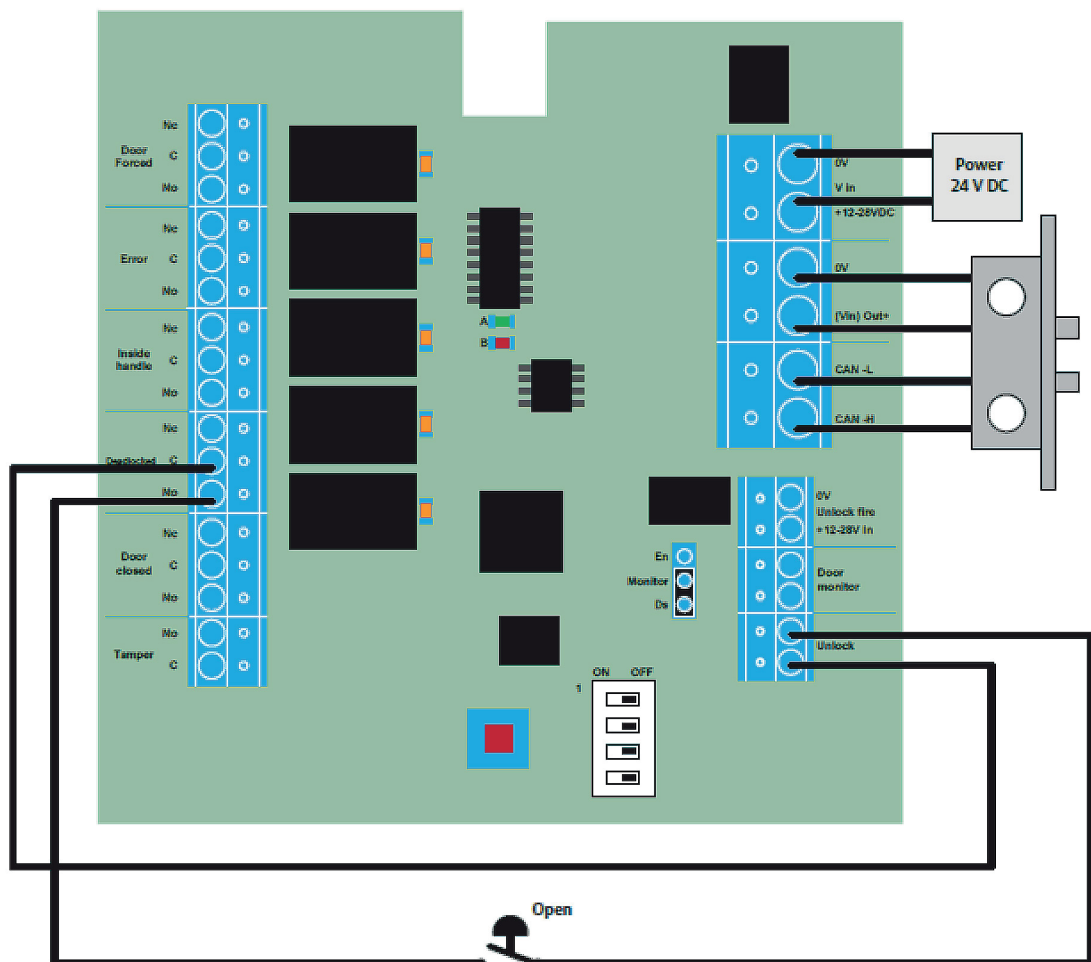 Nc
Door
Forced
C
No
Nc
Error
C
No
Nc
Inside
handle
C
No
Nc
Deadlocked
C
No
Nc
Door
closed
C
No
No
Tamper
C
A
B
0V
V in
+12-28VDC
0V
(Vin) Out+
CAN -L
CAN -H
Power
24 V DC
0V
Unlock fire
+12-28V in
Door
monitor
Unlock
En
Monitor
Ds
ON OFF
1
Open